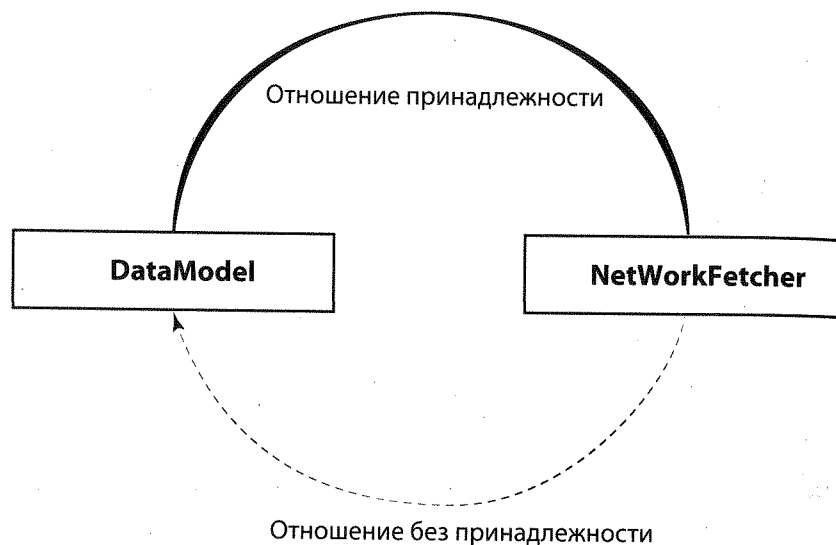 Отношение принадлежности
DataModel
NetWorkFetcher
Отношение без принадлежности